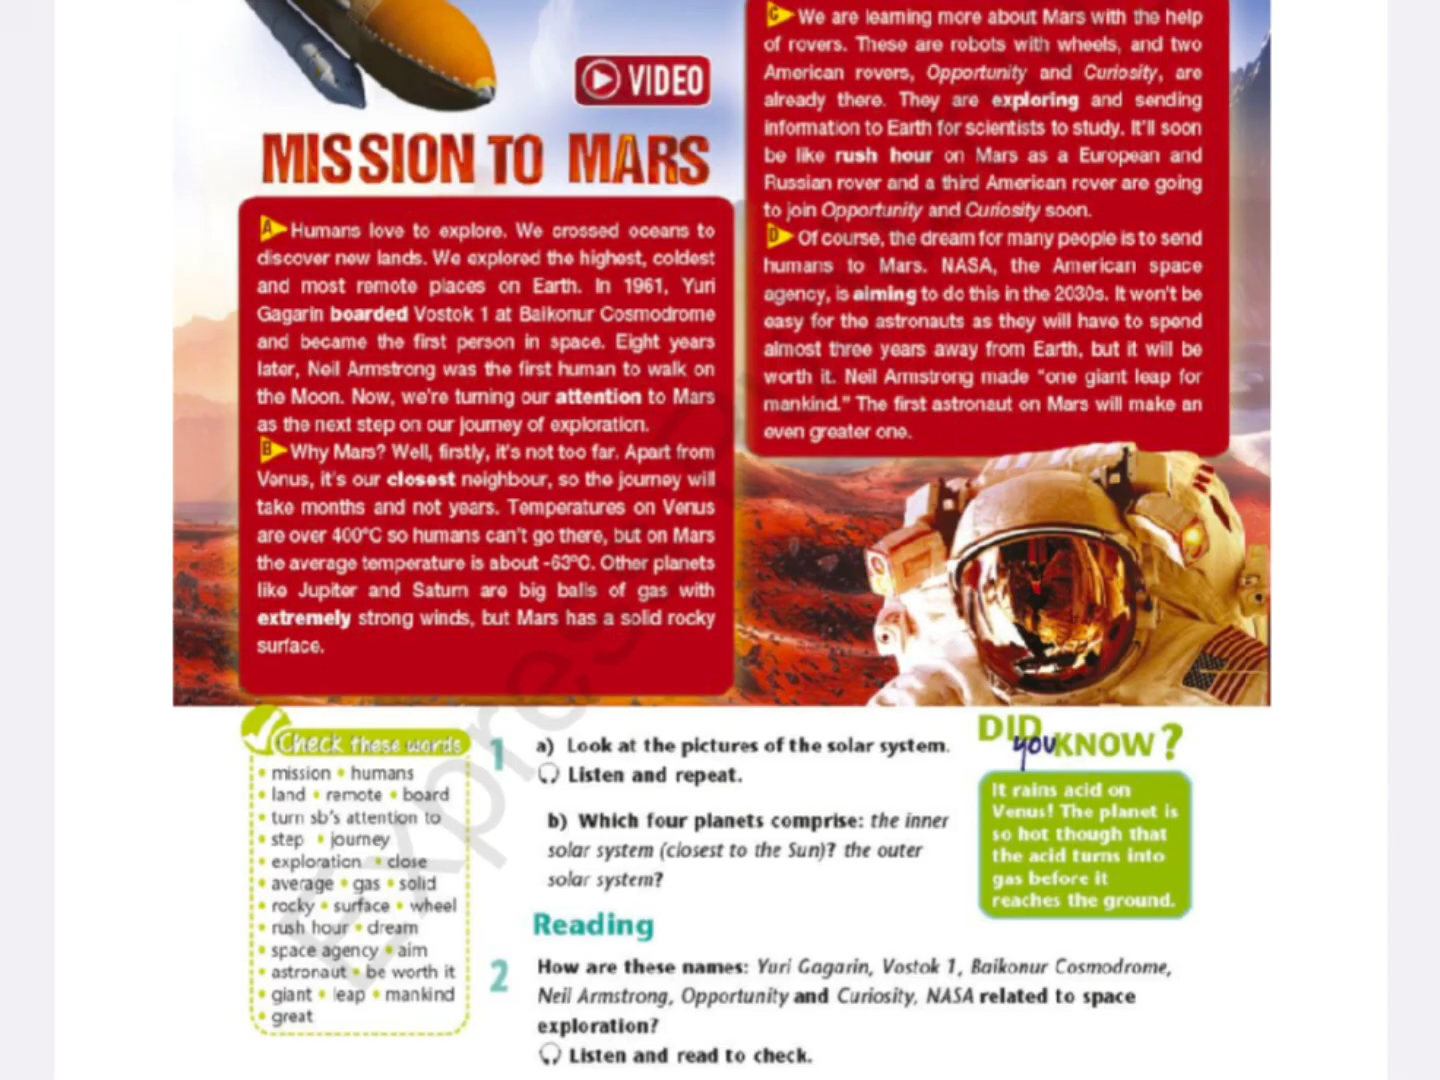 VIDEO
MISSION TO MARS
A Humans love to explore. We crossed oceans to
discover new lands. We explored the highest, coldest
and most remote places on Earth. In 1961, Yuri
Gagarin boarded Vostok 1 at Baikonur Cosmodrome
and became the first person in space. Eight years
later, Neil Armstrong was the first human to walk on
the Moon. Now, we're turning our attention to Mars
as the next step on our journey of exploration.
B Why Mars? Well, firstly, it's not too far. Apart from
Venus, it's our closest neighbour, so the journey will
take months and not years. Temperatures on Venus
are over 400°C so humans can't go there, but on Mars
the average temperature is about -63°C. Other planets
like Jupiter and Saturn are big balls of gas with
extremely strong winds, but Mars has a solid rocky
surface.
C We are learning more about Mars with the help
of rovers. These are robots with wheels, and two
American rovers, Opportunity and Curiosity, are
already there. They are exploring and sending
information to Earth for scientists to study. It'll soon
be like rush hour on Mars as a European and
Russian rover and a third American rover are going
to join Opportunity and Curiosity soon.
D Of course, the dream for many people is to send
humans to Mars. NASA, the American space
agency, is aiming to do this in the 2030s. It won't be
easy for the astronauts as they will have to spend
almost three years away from Earth, but it will be
worth it. Neil Armstrong made "one giant leap for
mankind." The first astronaut on Mars will make an
even greater one.
Check these words
• mission • humans
• land • remote • board
• turn sb's attention to
• step • journey
• exploration • close
• average • gas • solid
• rocky • surface • wheel
• rush hour • dream
• space agency • aim
• astronaut • be worth it
• giant • leap • mankind
• great
1 a) Look at the pictures of the solar system.
Listen and repeat.
b) Which four planets comprise: the inner
solar system (closest to the Sun)? the outer
solar system?
Reading
2 How are these names: Yuri Gagarin, Vostok 1, Baikonur Cosmodrome,
Neil Armstrong, Opportunity and Curiosity, NASA related to space
exploration?
Listen and read to check.
DID you KNOW?
It rains acid on
Venus! The planet is
so hot though that
the acid turns into
gas before it
reaches the ground.